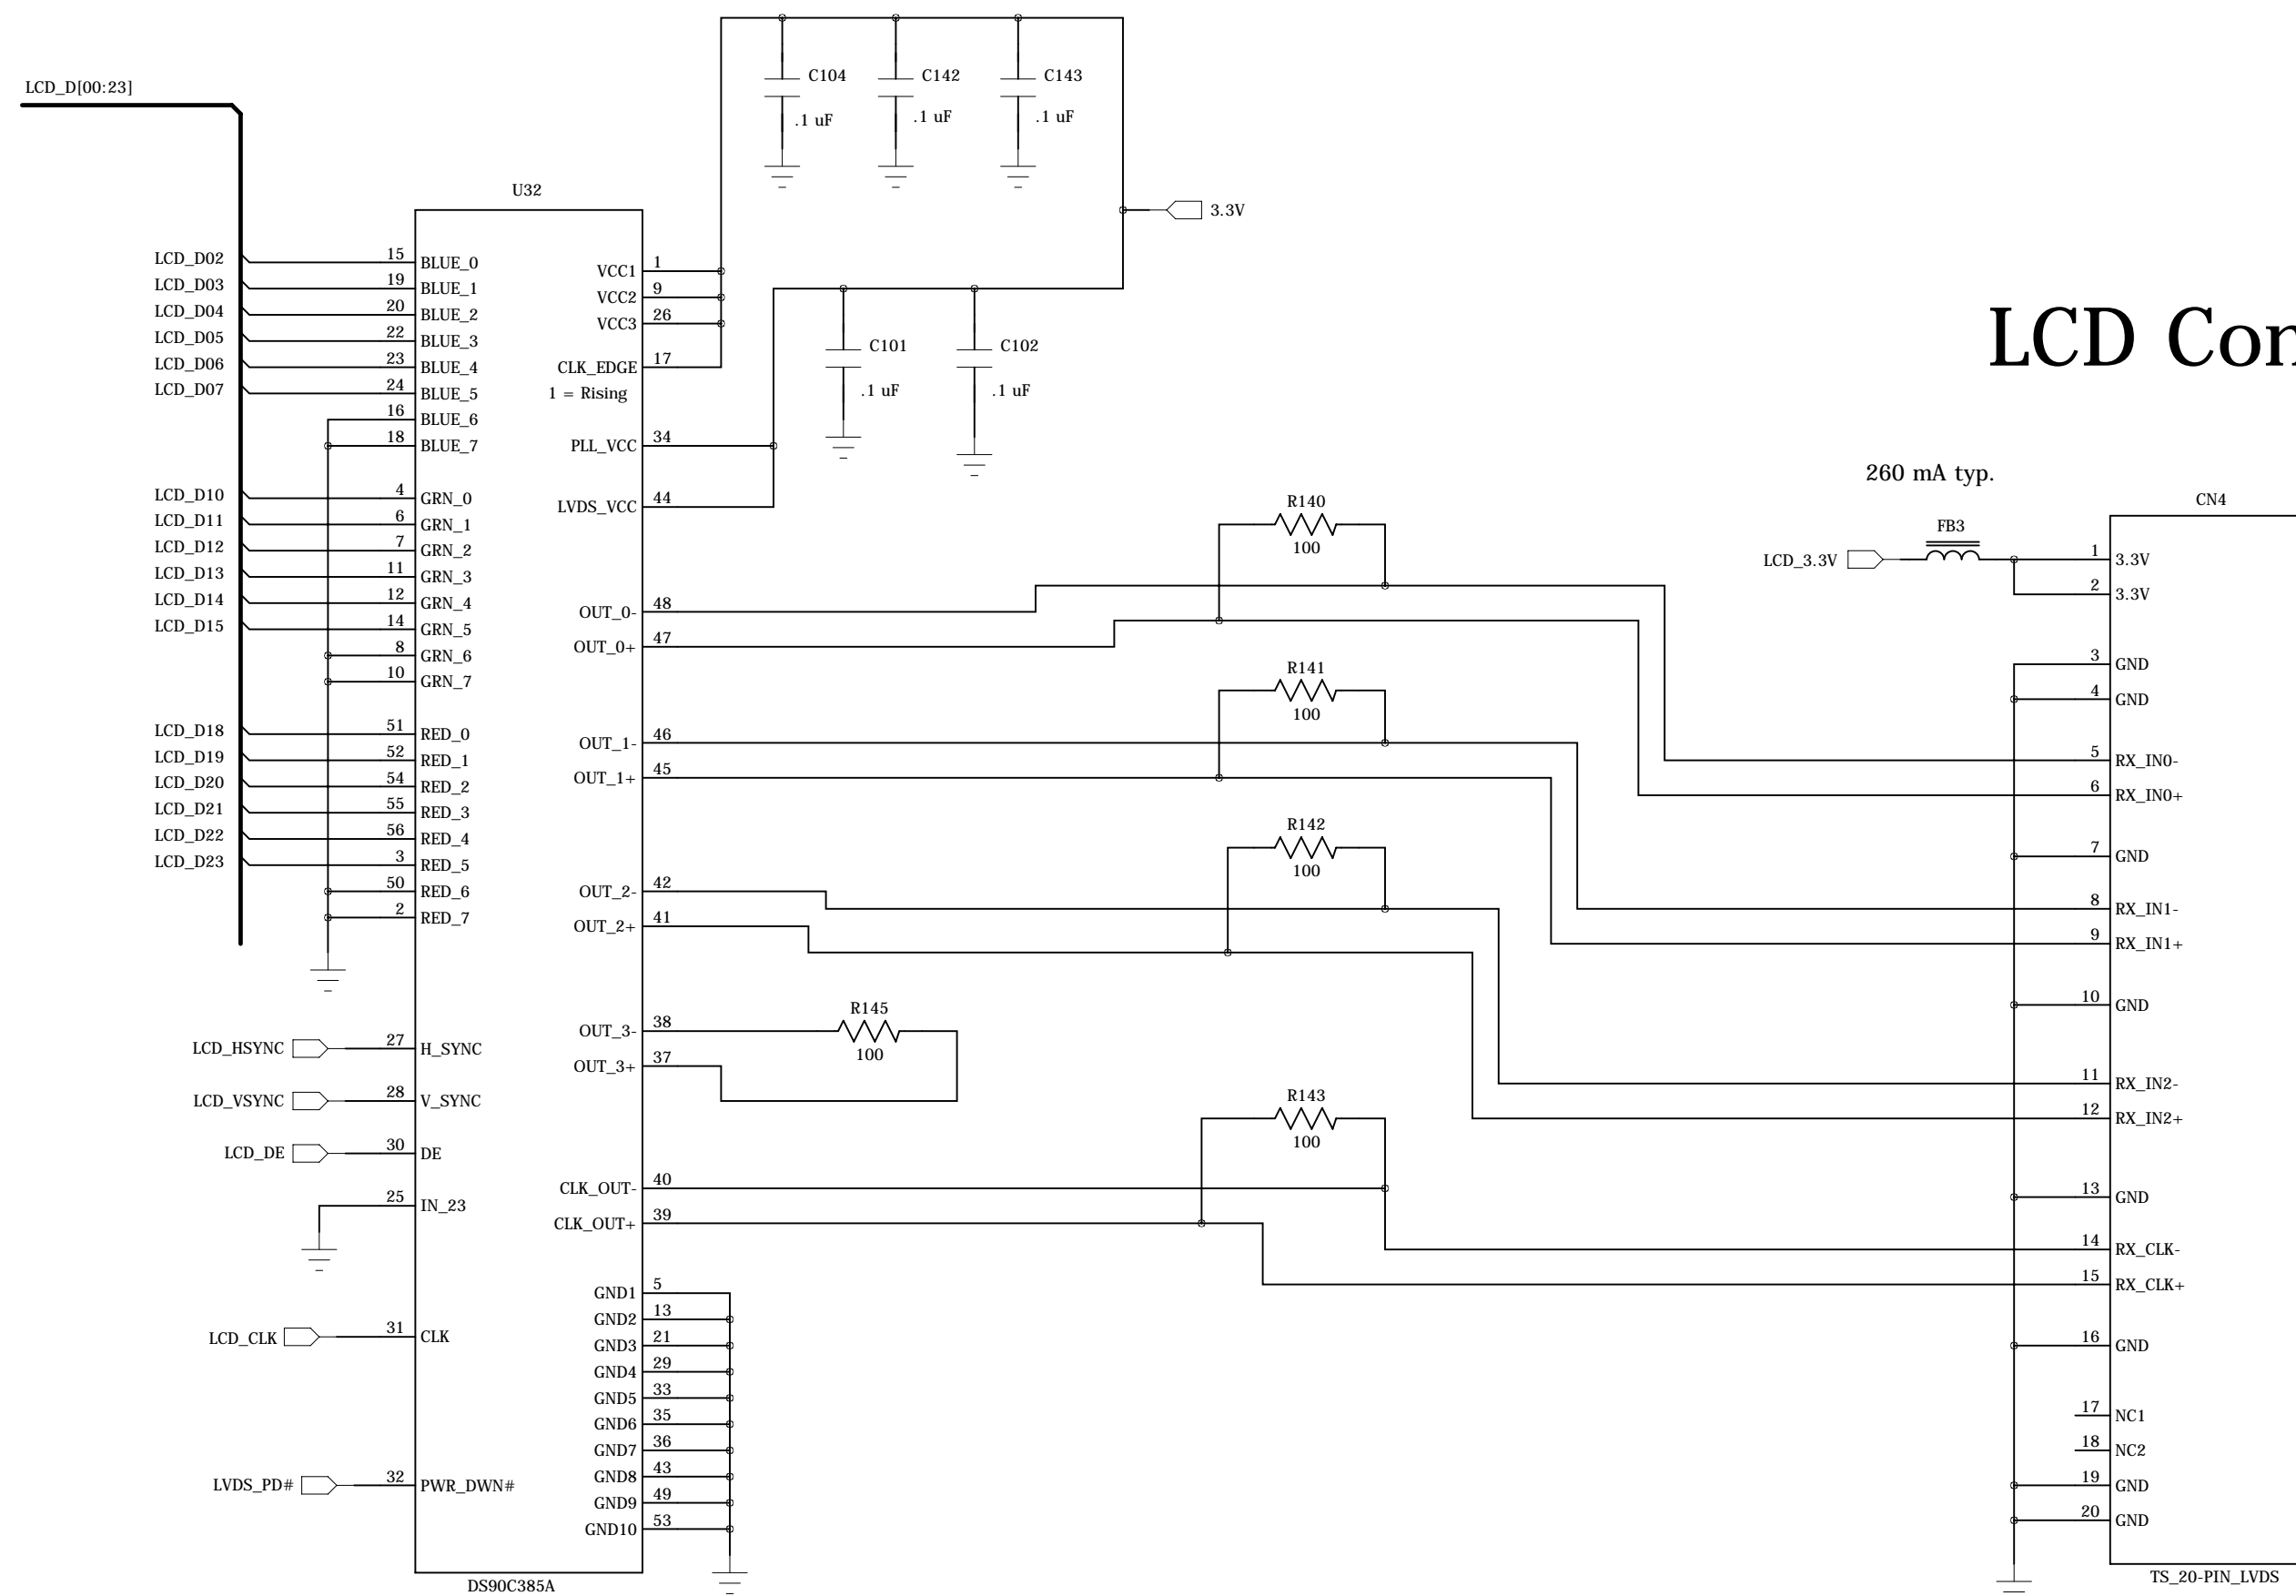 LCD_D[00:23]
C104
.1 uF
C142
.1 uF
C143
.1 uF
3.3V
C101
.1 uF
C102
.1 uF
U32
LCD_D02 15 BLUE_0
LCD_D03 19 BLUE_1
LCD_D04 20 BLUE_2
LCD_D05 22 BLUE_3
LCD_D06 23 BLUE_4
LCD_D07 24 BLUE_5
16 BLUE_6
18 BLUE_7
LCD_D10 4 GRN_0
LCD_D11 6 GRN_1
LCD_D12 7 GRN_2
LCD_D13 11 GRN_3
LCD_D14 12 GRN_4
LCD_D15 14 GRN_5
8 GRN_6
10 GRN_7
LCD_D18 51 RED_0
LCD_D19 52 RED_1
LCD_D20 54 RED_2
LCD_D21 55 RED_3
LCD_D22 56 RED_4
LCD_D23 3 RED_5
50 RED_6
2 RED_7
LCD_HSYNC 27 H_SYNC
LCD_VSYNC 28 V_SYNC
LCD_DE 30 DE
25 IN_23
LCD_CLK 31 CLK
LVDS_PD# 32 PWR_DWN#
VCC1 1
VCC2 9
VCC3 26
CLK_EDGE 17
1 = Rising
PLL_VCC 34
LVDS_VCC 44
OUT_0- 48
OUT_0+ 47
OUT_1- 46
OUT_1+ 45
OUT_2- 42
OUT_2+ 41
OUT_3- 38
OUT_3+ 37
CLK_OUT- 40
CLK_OUT+ 39
GND1 5
GND2 13
GND3 21
GND4 29
GND5 33
GND6 35
GND7 36
GND8 43
GND9 49
GND10 53
DS90C385A
R140
100
R141
100
R142
100
R145
100
R143
100
LCD Con
260 mA typ.
CN4
FB3
LCD_3.3V
1 3.3V
2 3.3V
3 GND
4 GND
5 RX_IN0-
6 RX_IN0+
7 GND
8 RX_IN1-
9 RX_IN1+
10 GND
11 RX_IN2-
12 RX_IN2+
13 GND
14 RX_CLK-
15 RX_CLK+
16 GND
17 NC1
18 NC2
19 GND
20 GND
TS_20-PIN_LVDS